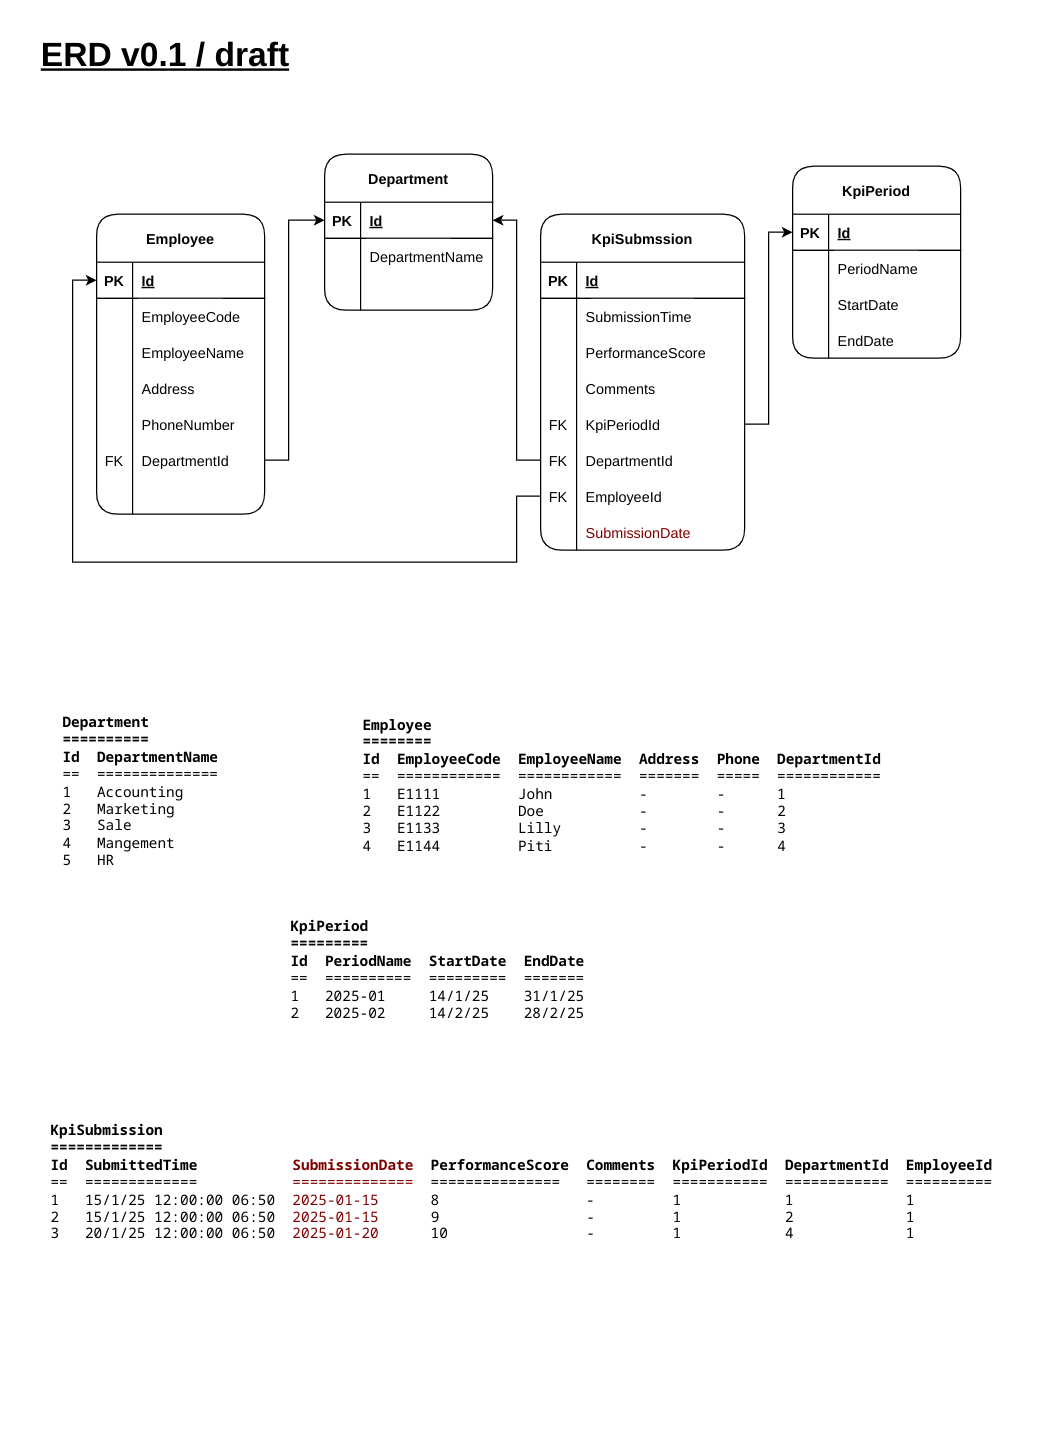 ERD v0.1 / draft
Department
PK Id
DepartmentName
KpiPeriod
PK Id
PeriodName
StartDate
EndDate
Employee
PK Id
EmployeeCode
EmployeeName
Address
PhoneNumber
FK DepartmentId
KpiSubmssion
PK Id
SubmissionTime
PerformanceScore
Comments
FK KpiPeriodId
FK DepartmentId
FK EmployeeId
SubmissionDate
Department
==========
Id  DepartmentName
==  ==============
1   Accounting
2   Marketing
3   Sale
4   Mangement
5   HR
Employee
========
Id  EmployeeCode  EmployeeName  Address  Phone  DepartmentId
==  ============  ============  =======  =====  ============
1   E1111         John          -        -      1
2   E1122         Doe           -        -      2
3   E1133         Lilly         -        -      3
4   E1144         Piti          -        -      4
KpiPeriod
=========
Id  PeriodName  StartDate  EndDate
==  ==========  =========  =======
1   2025-01     14/1/25    31/1/25
2   2025-02     14/2/25    28/2/25
KpiSubmission
=============
Id  SubmittedTime           SubmissionDate  PerformanceScore  Comments  KpiPeriodId  DepartmentId  EmployeeId
==  =============           ==============  ===============  ========  ===========  ============  ==========
1   15/1/25 12:00:00 06:50  2025-01-15      8                 -         1            1             1
2   15/1/25 12:00:00 06:50  2025-01-15      9                 -         1            2             1
3   20/1/25 12:00:00 06:50  2025-01-20      10                -         1            4             1